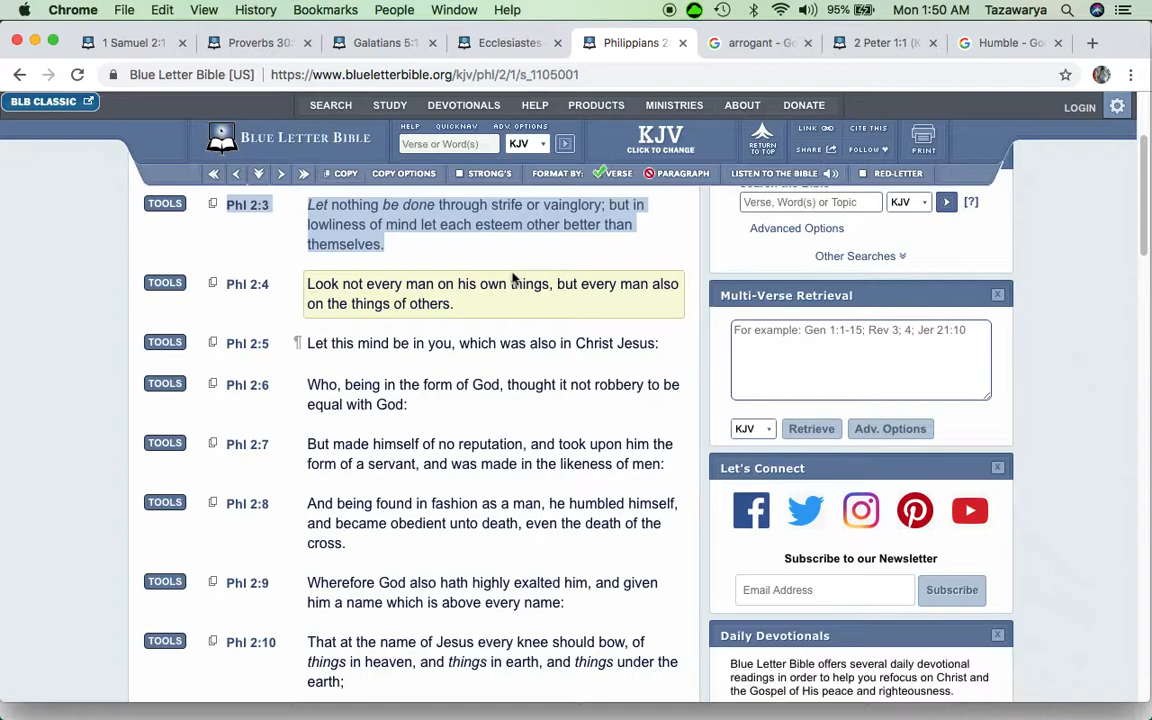 Chrome File Edit View History Bookmarks People Window Help 95% Mon 1:50 AM Tazawarya
1 Samuel 2:1 Proverbs 30: Galatians 5:1 Ecclesiastes Philippians 2 arrogant - Go 2 Peter 1:1 (K Humble - Goo
Blue Letter Bible [US] https://www.blueletterbible.org/kjv/phl/2/1/s_1105001
BLB CLASSIC
SEARCH STUDY DEVOTIONALS HELP PRODUCTS MINISTRIES ABOUT DONATE LOGIN
BLUE LETTER BIBLE
HELP QUICKNAV ADV. OPTIONS
Verse or Word(s) KJV
KJV
CLICK TO CHANGE
RETURN
TO TOP
LINK CITE THIS
SHARE FOLLOW
PRINT
COPY COPY OPTIONS STRONG'S FORMAT BY: VERSE PARAGRAPH LISTEN TO THE BIBLE RED-LETTER
TOOLS Phl 2:3 Let nothing be done through strife or vainglory; but in
lowliness of mind let each esteem other better than
themselves.
TOOLS Phl 2:4 Look not every man on his own things, but every man also
on the things of others.
TOOLS Phl 2:5 ¶ Let this mind be in you, which was also in Christ Jesus:
TOOLS Phl 2:6 Who, being in the form of God, thought it not robbery to be
equal with God:
TOOLS Phl 2:7 But made himself of no reputation, and took upon him the
form of a servant, and was made in the likeness of men:
TOOLS Phl 2:8 And being found in fashion as a man, he humbled himself,
and became obedient unto death, even the death of the
cross.
TOOLS Phl 2:9 Wherefore God also hath highly exalted him, and given
him a name which is above every name:
TOOLS Phl 2:10 That at the name of Jesus every knee should bow, of
things in heaven, and things in earth, and things under the
earth;
Verse, Word(s) or Topic KJV [?]
Advanced Options
Other Searches
Multi-Verse Retrieval
For example: Gen 1:1-15; Rev 3; 4; Jer 21:10
KJV Retrieve Adv. Options
Let's Connect
Subscribe to our Newsletter
Email Address Subscribe
Daily Devotionals
Blue Letter Bible offers several daily devotional
readings in order to help you refocus on Christ and
the Gospel of His peace and righteousness.